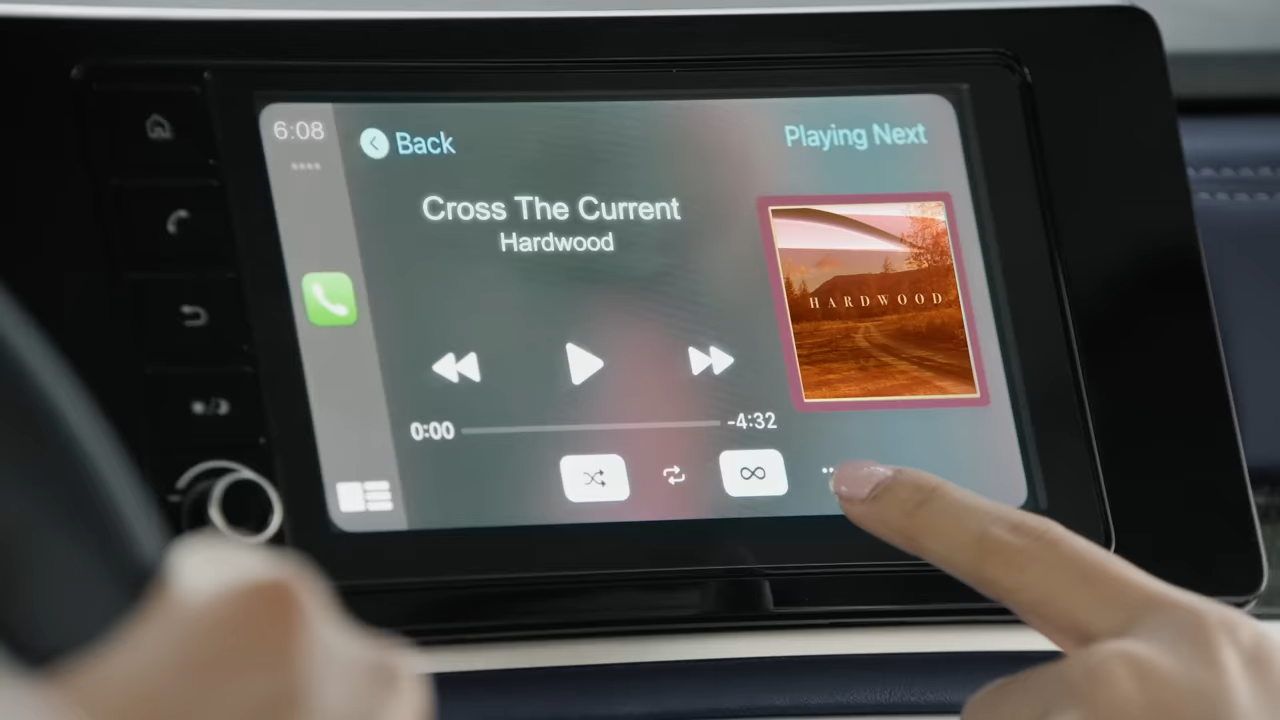 6:08
Back
Playing Next
Cross The Current
Hardwood
HARDWOOD
0:00
-4:32